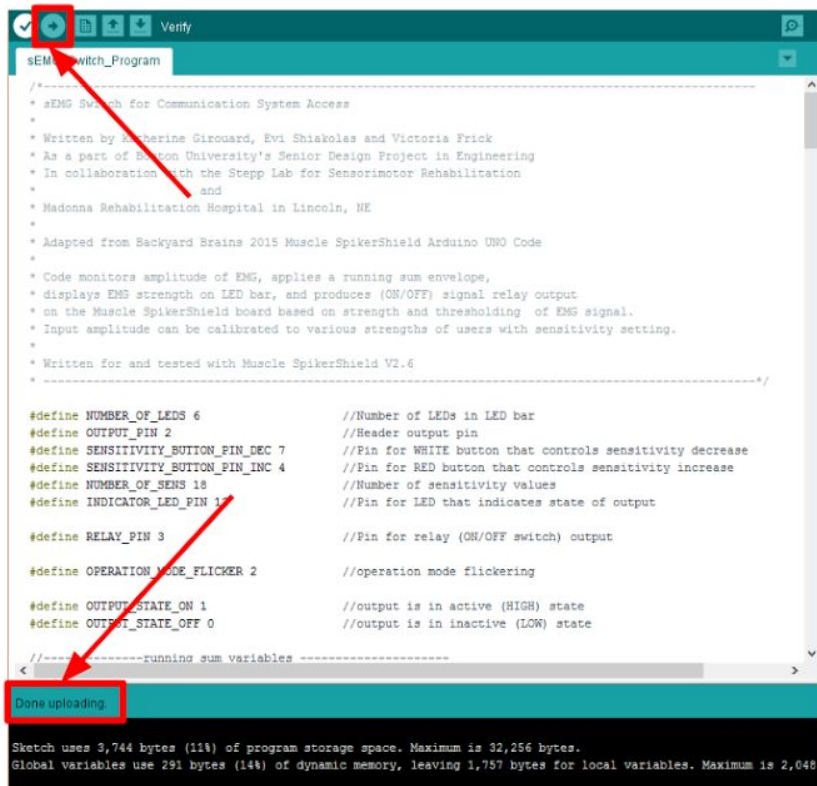 Verify
sEMG_Switch_Program
/*----------------------------------------------------------------------------------------------------
* sEMG Switch for Communication System Access
*
* Written by Katherine Girouard, Evi Shiakolas and Victoria Frick
* As a part of Boston University's Senior Design Project in Engineering
* In collaboration with the Stepp Lab for Sensorimotor Rehabilitation
* and
* Madonna Rehabilitation Hospital in Lincoln, NE
*
* Adapted from Backyard Brains 2015 Muscle SpikerShield Arduino UNO Code
*
* Code monitors amplitude of EMG, applies a running sum envelope,
* displays EMG strength on LED bar, and produces (ON/OFF) signal relay output
* on the Muscle SpikerShield board based on strength and thresholding of EMG signal.
* Input amplitude can be calibrated to various strengths of users with sensitivity setting.
*
* Written for and tested with Muscle SpikerShield V2.6
* ----------------------------------------------------------------------------------------------------*/
#define NUMBER_OF_LEDS 6 //Number of LEDs in LED bar
#define OUTPUT_PIN 2 //Header output pin
#define SENSITIVITY_BUTTON_PIN_DEC 7 //Pin for WHITE button that controls sensitivity decrease
#define SENSITIVITY_BUTTON_PIN_INC 4 //Pin for RED button that controls sensitivity increase
#define NUMBER_OF_SENS 18 //Number of sensitivity values
#define INDICATOR_LED_PIN //Pin for LED that indicates state of output
#define RELAY_PIN 3 //Pin for relay (ON/OFF switch) output
#define OPERATION_MODE_FLICKER 2 //operation mode flickering
#define OUTPUT_STATE_ON 1 //output is in active (HIGH) state
#define OUTPUT_STATE_OFF 0 //output is in inactive (LOW) state
//--------------running sum variables ---------------------
Done uploading.
Sketch uses 3,744 bytes (11%) of program storage space. Maximum is 32,256 bytes.
Global variables use 291 bytes (14%) of dynamic memory, leaving 1,757 bytes for local variables. Maximum is 2,048